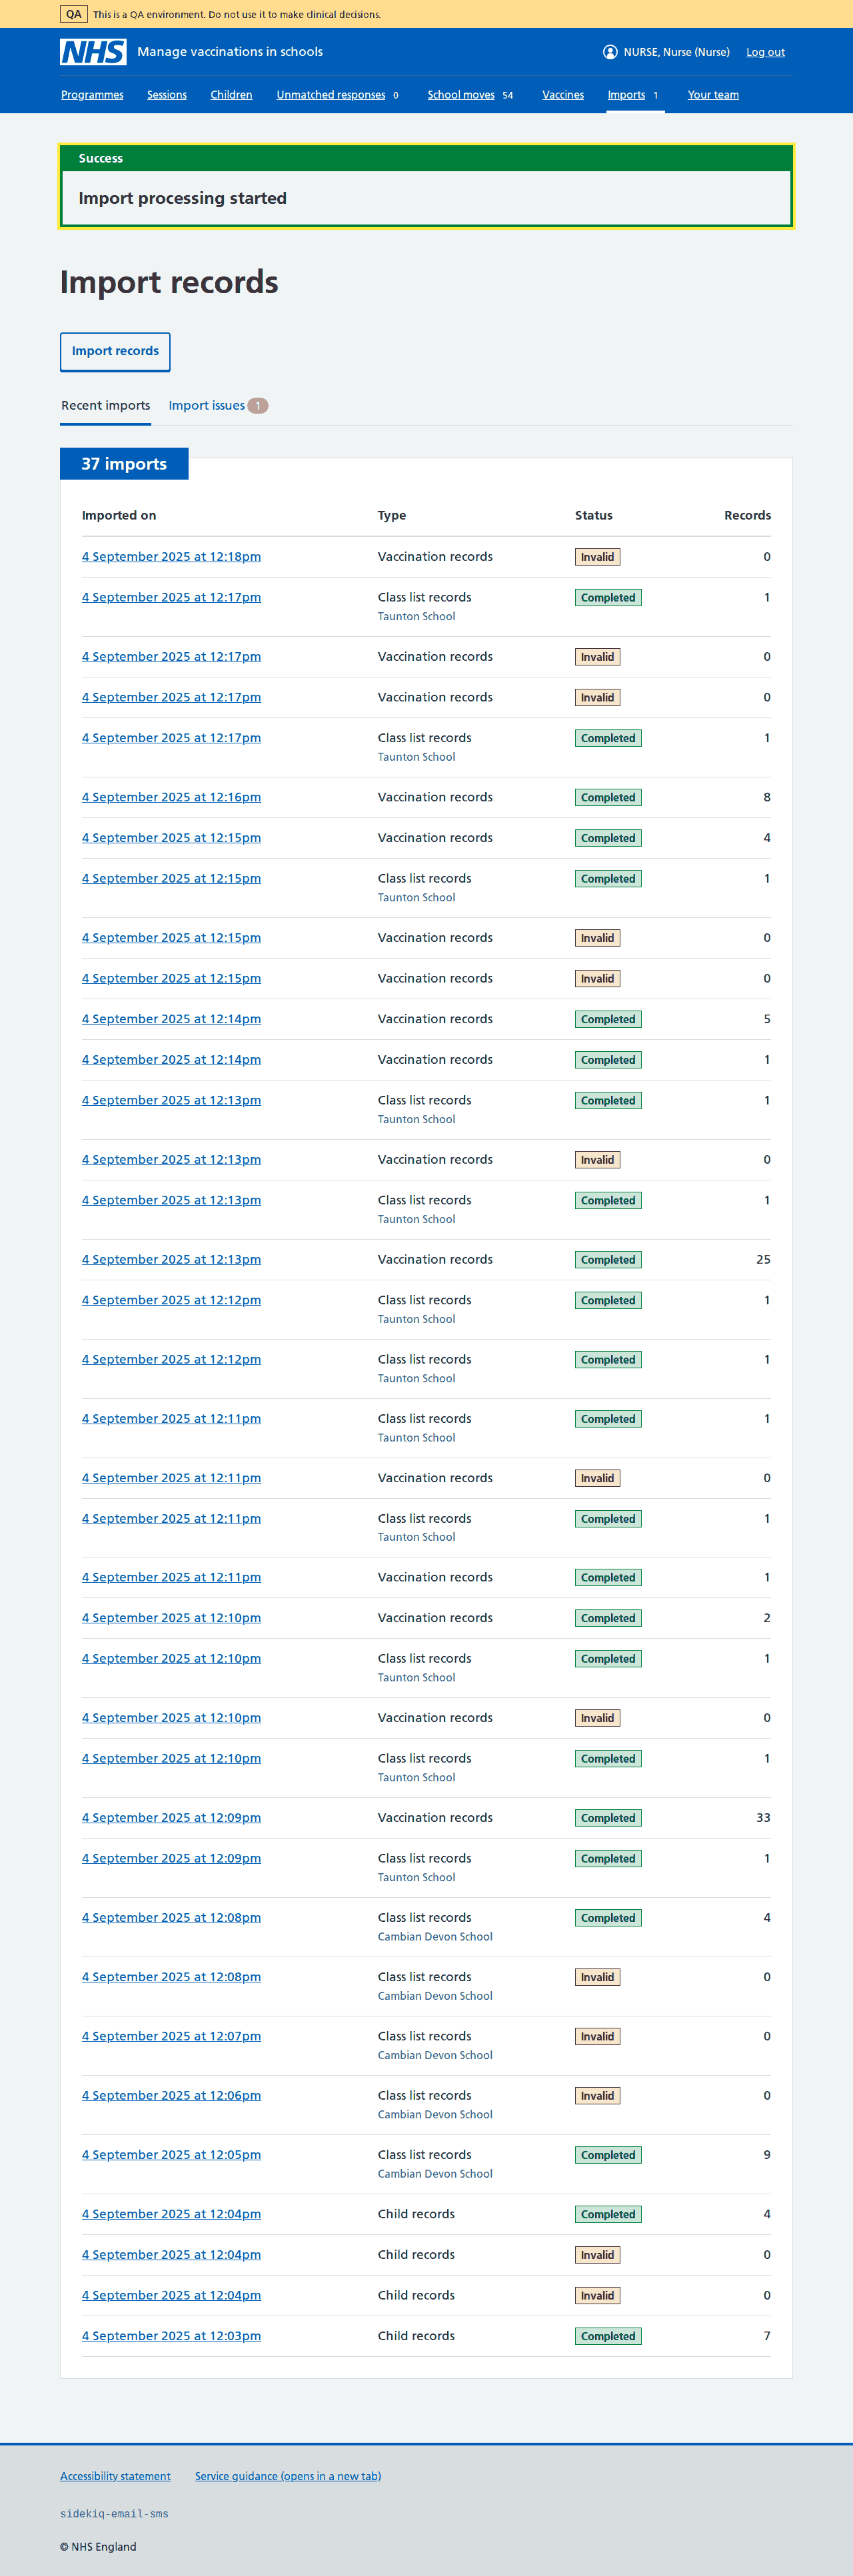 QA This is a QA environment. Do not use it to make clinical decisions.
NHS Manage vaccinations in schools NURSE, Nurse (Nurse) Log out
Programmes Sessions Children Unmatched responses 0 School moves 54 Vaccines Imports 1 Your team
Success
Import processing started
Import records
Import records
Recent imports Import issues 1
37 imports
Imported on Type Status Records
4 September 2025 at 12:18pm Vaccination records Invalid 0
4 September 2025 at 12:17pm Class list records Completed 1
Taunton School
4 September 2025 at 12:17pm Vaccination records Invalid 0
4 September 2025 at 12:17pm Vaccination records Invalid 0
4 September 2025 at 12:17pm Class list records Completed 1
Taunton School
4 September 2025 at 12:16pm Vaccination records Completed 8
4 September 2025 at 12:15pm Vaccination records Completed 4
4 September 2025 at 12:15pm Class list records Completed 1
Taunton School
4 September 2025 at 12:15pm Vaccination records Invalid 0
4 September 2025 at 12:15pm Vaccination records Invalid 0
4 September 2025 at 12:14pm Vaccination records Completed 5
4 September 2025 at 12:14pm Vaccination records Completed 1
4 September 2025 at 12:13pm Class list records Completed 1
Taunton School
4 September 2025 at 12:13pm Vaccination records Invalid 0
4 September 2025 at 12:13pm Class list records Completed 1
Taunton School
4 September 2025 at 12:13pm Vaccination records Completed 25
4 September 2025 at 12:12pm Class list records Completed 1
Taunton School
4 September 2025 at 12:12pm Class list records Completed 1
Taunton School
4 September 2025 at 12:11pm Class list records Completed 1
Taunton School
4 September 2025 at 12:11pm Vaccination records Invalid 0
4 September 2025 at 12:11pm Class list records Completed 1
Taunton School
4 September 2025 at 12:11pm Vaccination records Completed 1
4 September 2025 at 12:10pm Vaccination records Completed 2
4 September 2025 at 12:10pm Class list records Completed 1
Taunton School
4 September 2025 at 12:10pm Vaccination records Invalid 0
4 September 2025 at 12:10pm Class list records Completed 1
Taunton School
4 September 2025 at 12:09pm Vaccination records Completed 33
4 September 2025 at 12:09pm Class list records Completed 1
Taunton School
4 September 2025 at 12:08pm Class list records Completed 4
Cambian Devon School
4 September 2025 at 12:08pm Class list records Invalid 0
Cambian Devon School
4 September 2025 at 12:07pm Class list records Invalid 0
Cambian Devon School
4 September 2025 at 12:06pm Class list records Invalid 0
Cambian Devon School
4 September 2025 at 12:05pm Class list records Completed 9
Cambian Devon School
4 September 2025 at 12:04pm Child records Completed 4
4 September 2025 at 12:04pm Child records Invalid 0
4 September 2025 at 12:04pm Child records Invalid 0
4 September 2025 at 12:03pm Child records Completed 7
Accessibility statement Service guidance (opens in a new tab)
sidekiq-email-sms
© NHS England